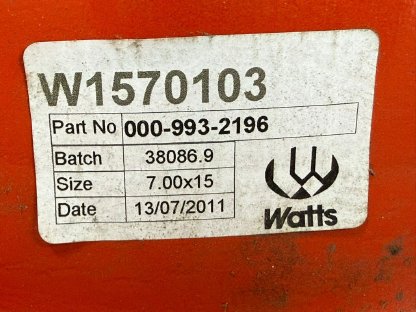 W1570103
Part No 000-993-2196
Batch 38086.9
Size 7.00x15
Date 13/07/2011
Watts